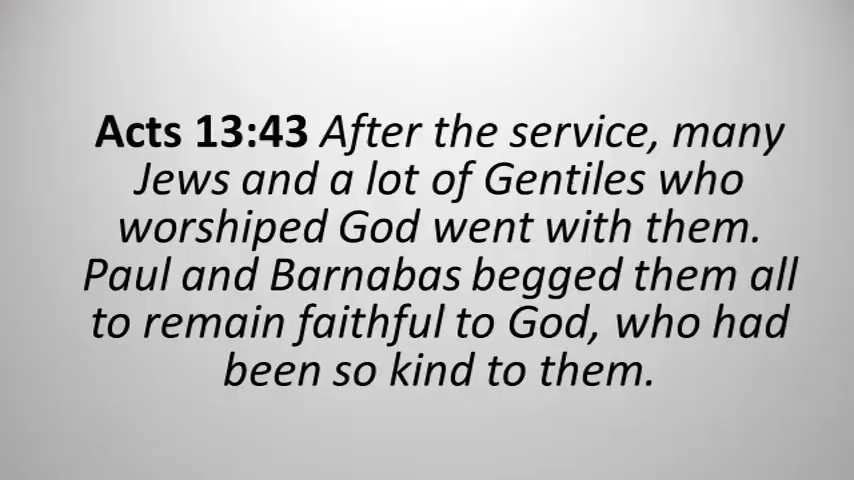 Acts 13:43 After the service, many
Jews and a lot of Gentiles who
worshiped God went with them.
Paul and Barnabas begged them all
to remain faithful to God, who had
been so kind to them.